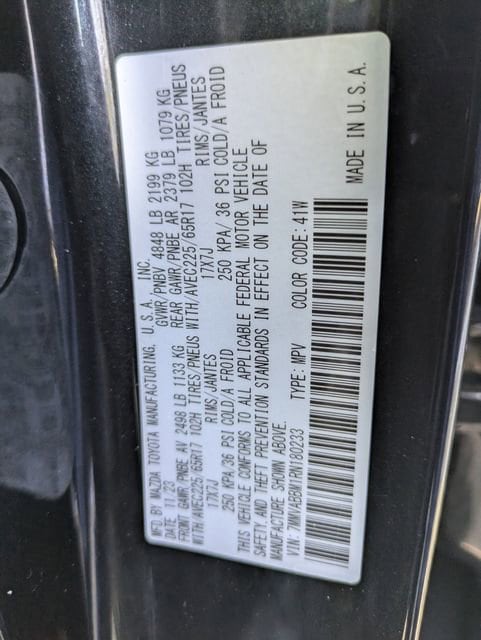 MFD BY MAZDA TOYOTA MANUFACTURING, U.S.A., INC.
DATE 11/23 GVWR/PNBV 4848 LB 2199 KG
FRONT GAWR/PNBE AV 2498 LB 1133 KG REAR GAWR/PNBE AR 2379 LB 1079 KG
WITH/AVEC225/65R17 102H TIRES/PNEUS WITH/AVEC225/65R17 102H TIRES/PNEUS
17X7J RIMS/JANTES 17X7J RIMS/JANTES
250 KPA/36 PSI COLD/A FROID 250 KPA/ 36 PSI COLD/A FROID
THIS VEHICLE CONFORMS TO ALL APPLICABLE FEDERAL MOTOR VEHICLE
SAFETY, AND THEFT PREVENTION STANDARDS IN EFFECT ON THE DATE OF
MANUFACTURE SHOWN ABOVE.
VIN: 7MMVABBM1RN180233 TYPE: MPV COLOR CODE: 41W
MADE IN U.S.A.